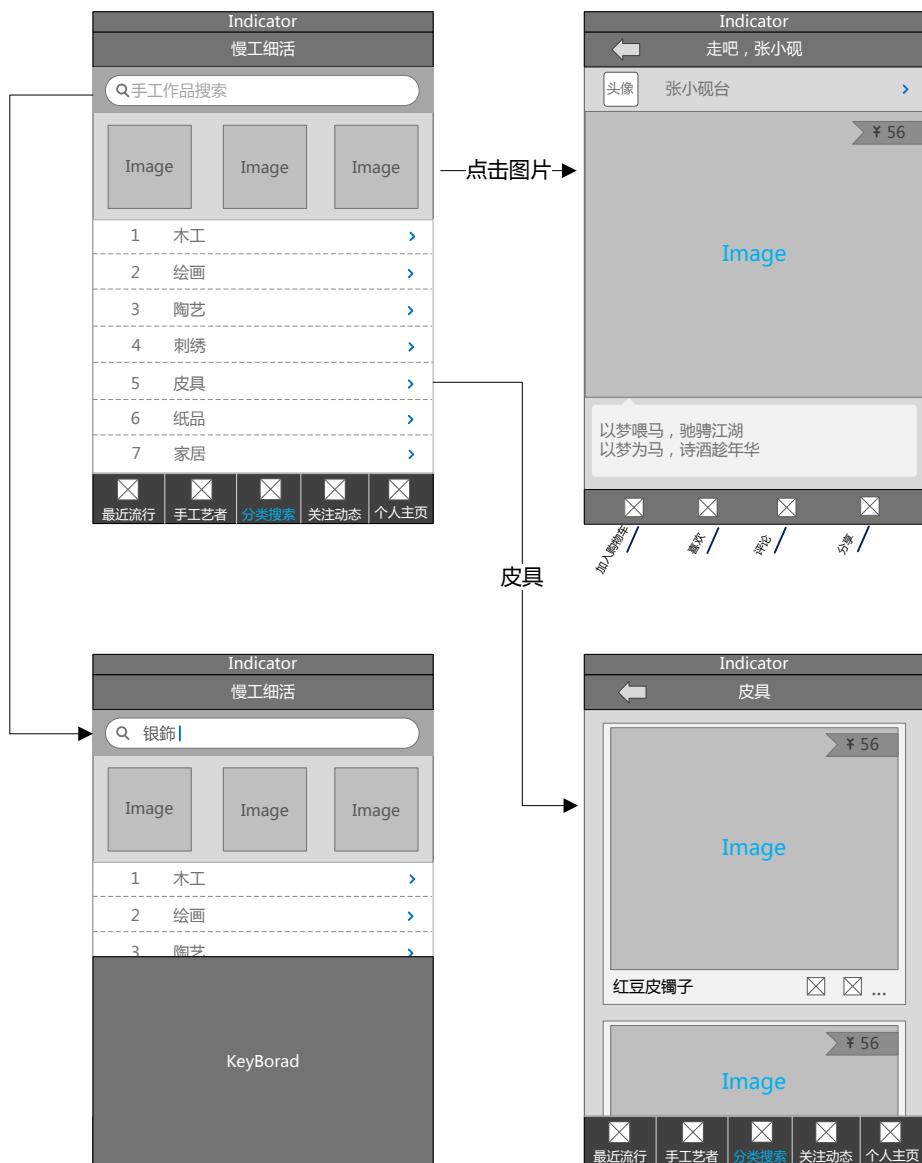 Indicator
慢工细活
手工作品搜索
Image
Image
Image
1 木工
2 绘画
3 陶艺
4 刺绣
5 皮具
6 纸品
7 家居
最近流行
手工艺者
分类搜索
关注动态
个人主页
点击图片
Indicator
走吧，张小砚
头像
张小砚台
¥ 56
Image
以梦喂马，驰骋江湖
以梦为马，诗酒趁年华
加入购物车
喜欢
评论
分享
皮具
Indicator
慢工细活
银飾
Image
Image
Image
1 木工
2 绘画
3 陶艺
KeyBorad
Indicator
皮具
¥ 56
Image
红豆皮镯子
...
¥ 56
Image
最近流行
手工艺者
分类搜索
关注动态
个人主页